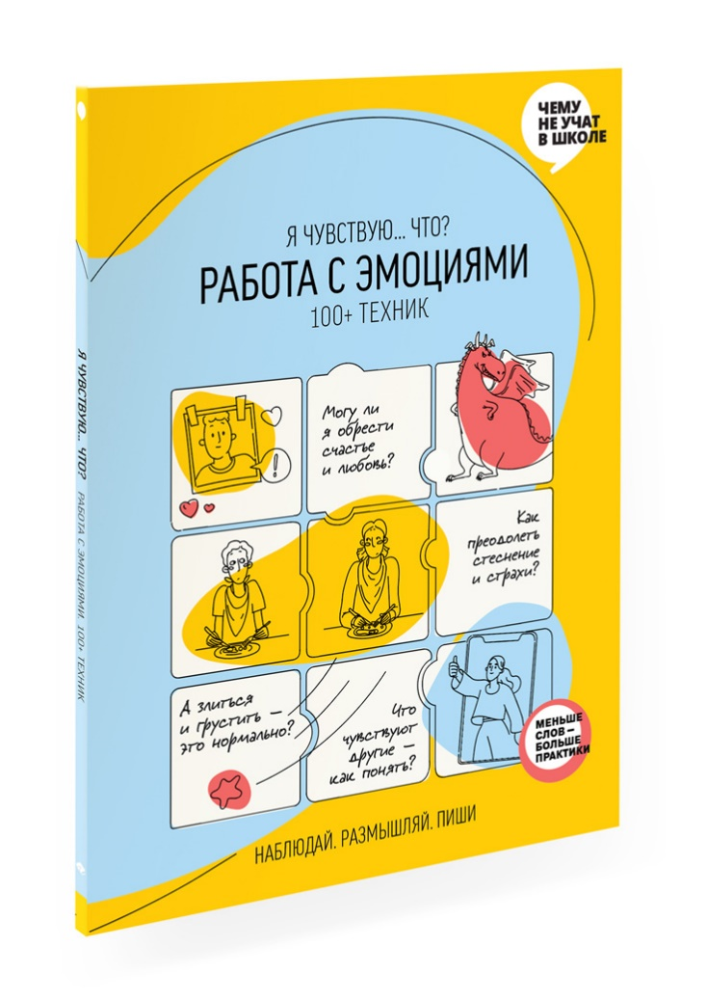 ЧЕМУ
НЕ УЧАТ
В ШКОЛЕ
Я ЧУВСТВУЮ... ЧТО?
РАБОТА С ЭМОЦИЯМИ
100+ ТЕХНИК
!
Могу ли
я обрести
счастье
и любовь?
Как
преодолеть
стеснение
и страхи?
А злиться
и грустить —
это нормально?
Что
чувствуют
другие —
как понять?
МЕНЬШЕ
СЛОВ —
БОЛЬШЕ
ПРАКТИКИ
НАБЛЮДАЙ. РАЗМЫШЛЯЙ. ПИШИ
Я ЧУВСТВУЮ... ЧТО? РАБОТА С ЭМОЦИЯМИ 100+ ТЕХНИК